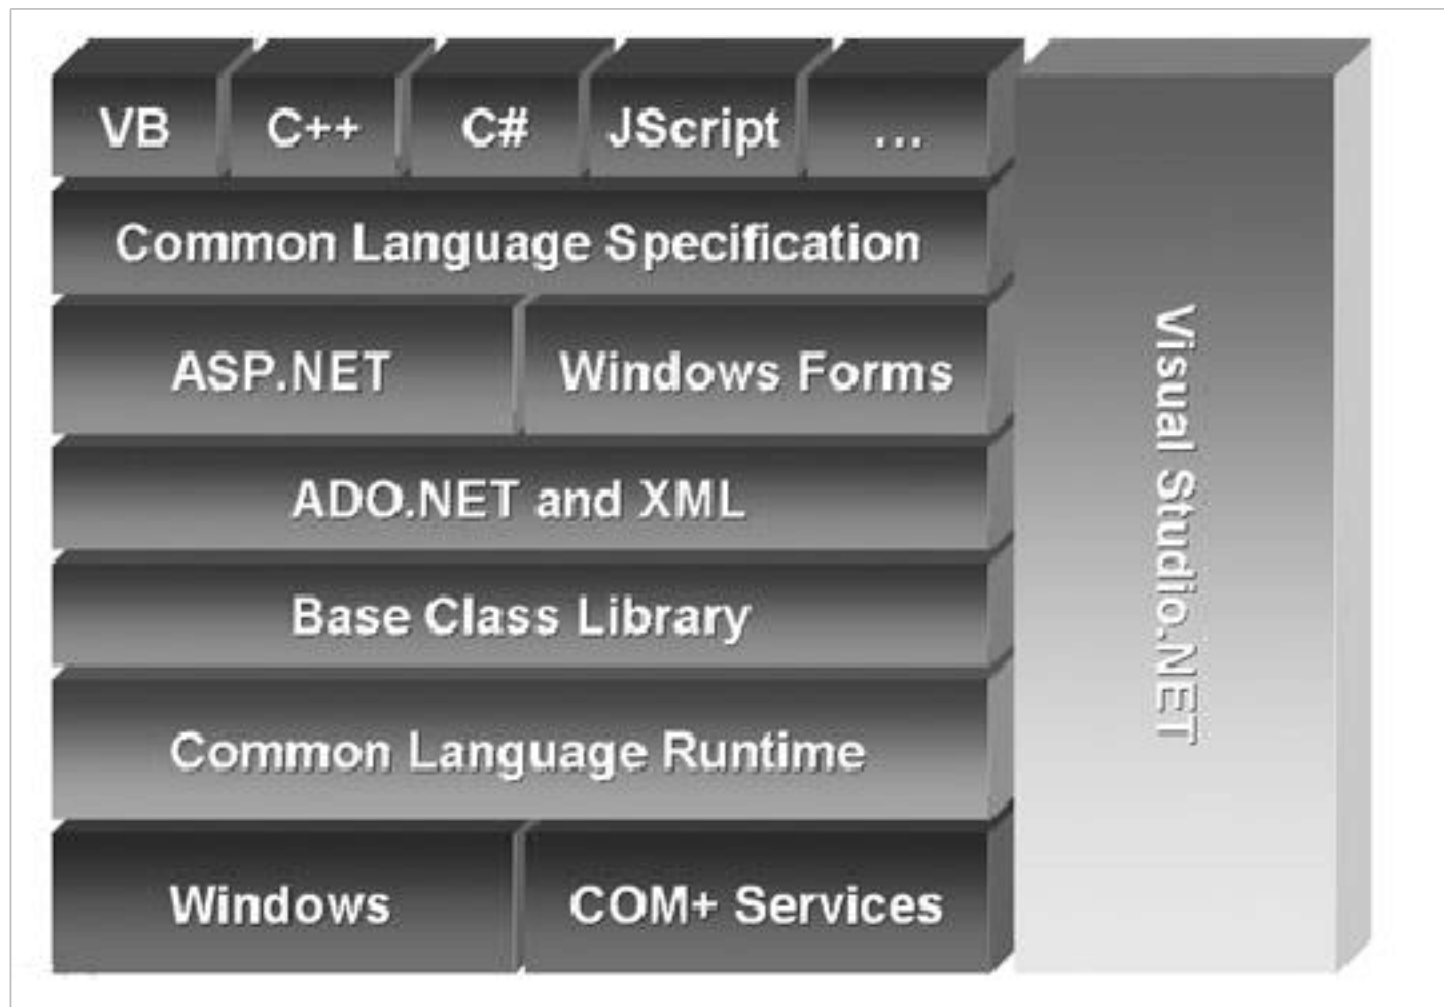 VB
C++
C#
JScript
...
Common Language Specification
ASP.NET
Windows Forms
ADO.NET and XML
Base Class Library
Common Language Runtime
Windows
COM+ Services
Visual Studio.NET